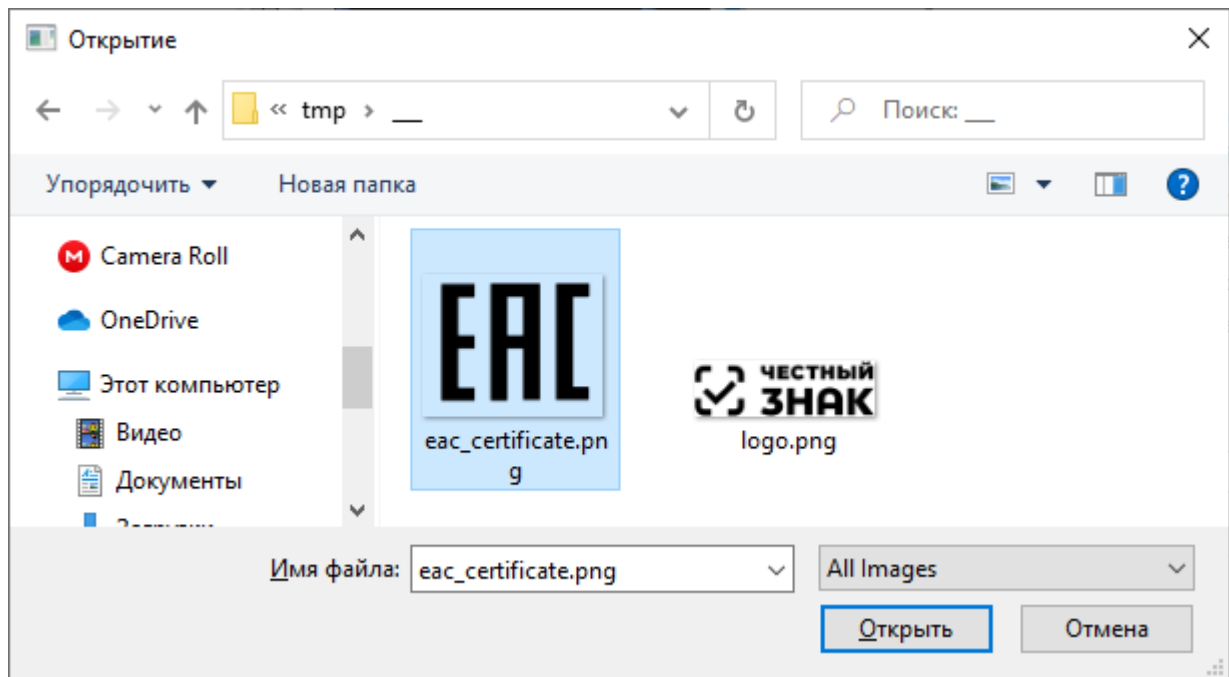 Открытие
« tmp › __
Поиск: __
Упорядочить
Новая папка
?
M Camera Roll
OneDrive
Этот компьютер
Видео
Документы
EAC
eac_certificate.pn
g
ЧЕСТНЫЙ
ЗНАК
logo.png
Имя файла: eac_certificate.png
All Images
Открыть
Отмена